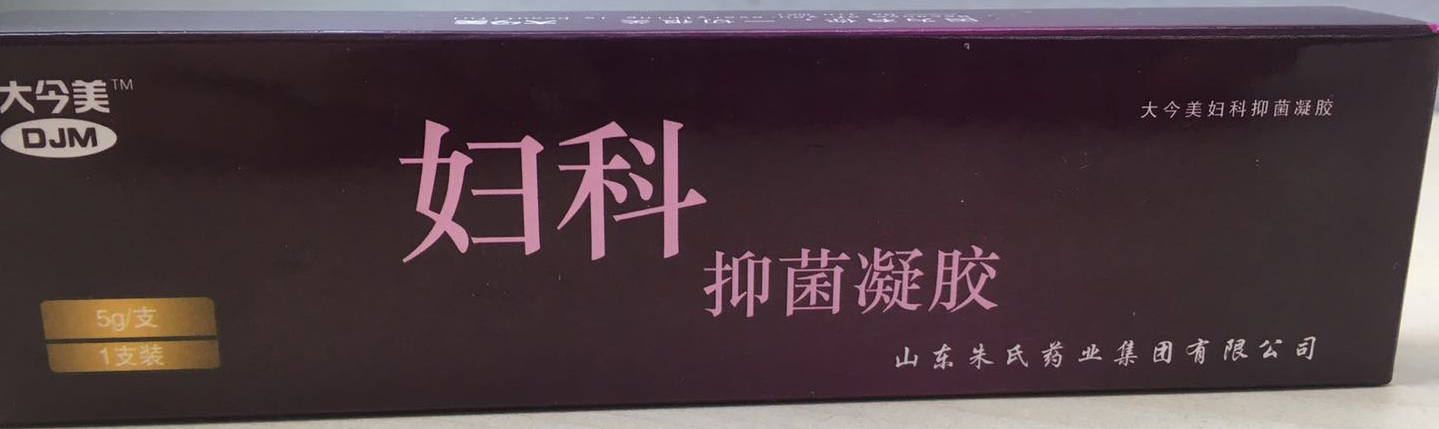 大今美™
DJM
大今美妇科抑菌凝胶
妇科
抑菌凝胶
5g/支
1支装
山东朱氏药业集团有限公司